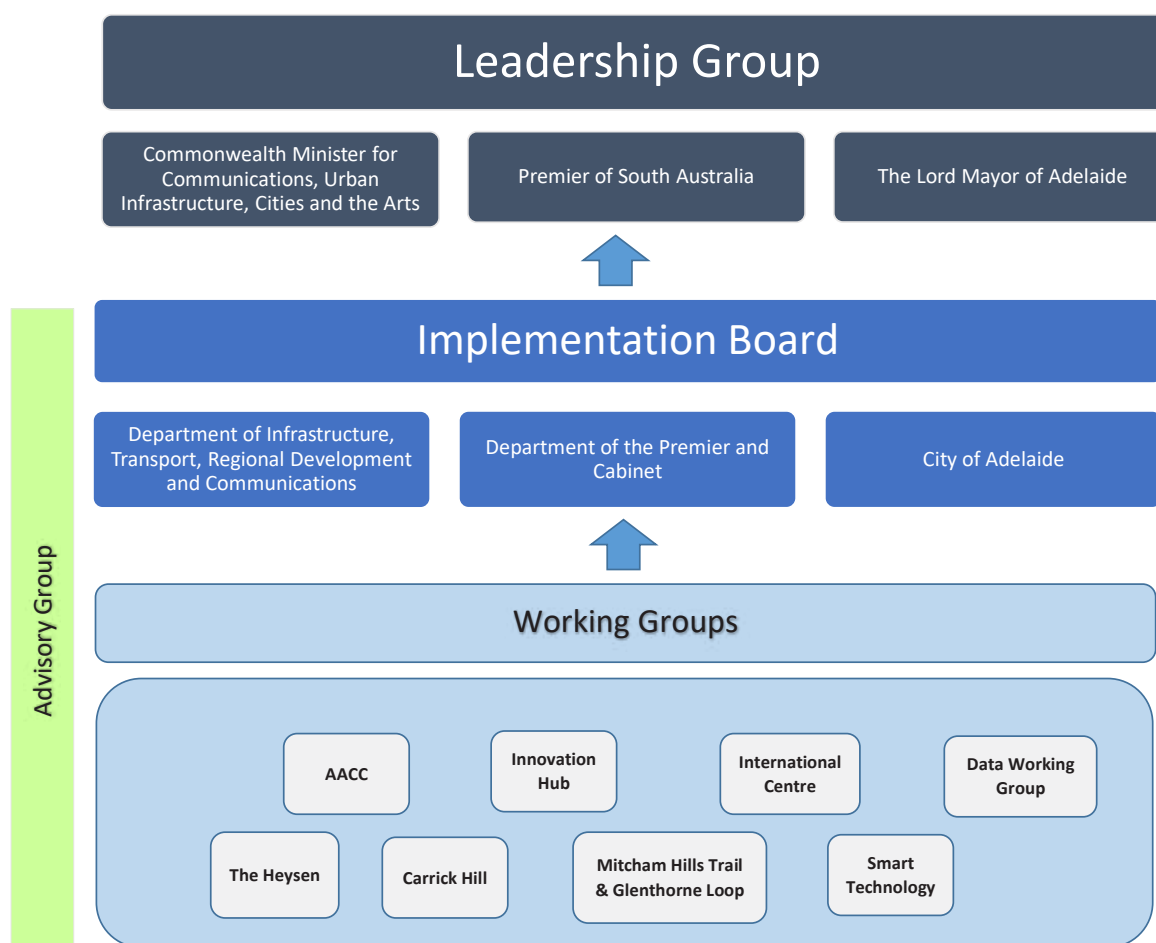 Leadership Group
Commonwealth Minister for
Communications, Urban
Infrastructure, Cities and the Arts
Premier of South Australia
The Lord Mayor of Adelaide
Implementation Board
Department of Infrastructure,
Transport, Regional Development
and Communications
Department of the Premier and
Cabinet
City of Adelaide
Advisory Group
Working Groups
AACC
Innovation
Hub
International
Centre
Data Working
Group
The Heysen
Carrick Hill
Mitcham Hills Trail
& Glenthorne Loop
Smart
Technology